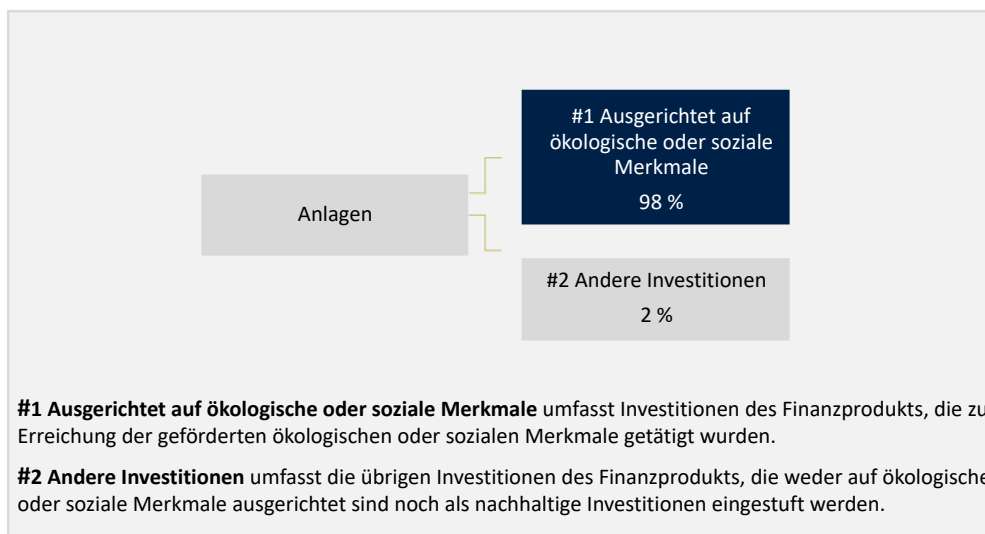 #1 Ausgerichtet auf
ökologische oder soziale
Merkmale
98 %
Anlagen
#2 Andere Investitionen
2 %
#1 Ausgerichtet auf ökologische oder soziale Merkmale umfasst Investitionen des Finanzprodukts, die zu
Erreichung der geförderten ökologischen oder sozialen Merkmale getätigt wurden.
#2 Andere Investitionen umfasst die übrigen Investitionen des Finanzprodukts, die weder auf ökologische
oder soziale Merkmale ausgerichtet sind noch als nachhaltige Investitionen eingestuft werden.